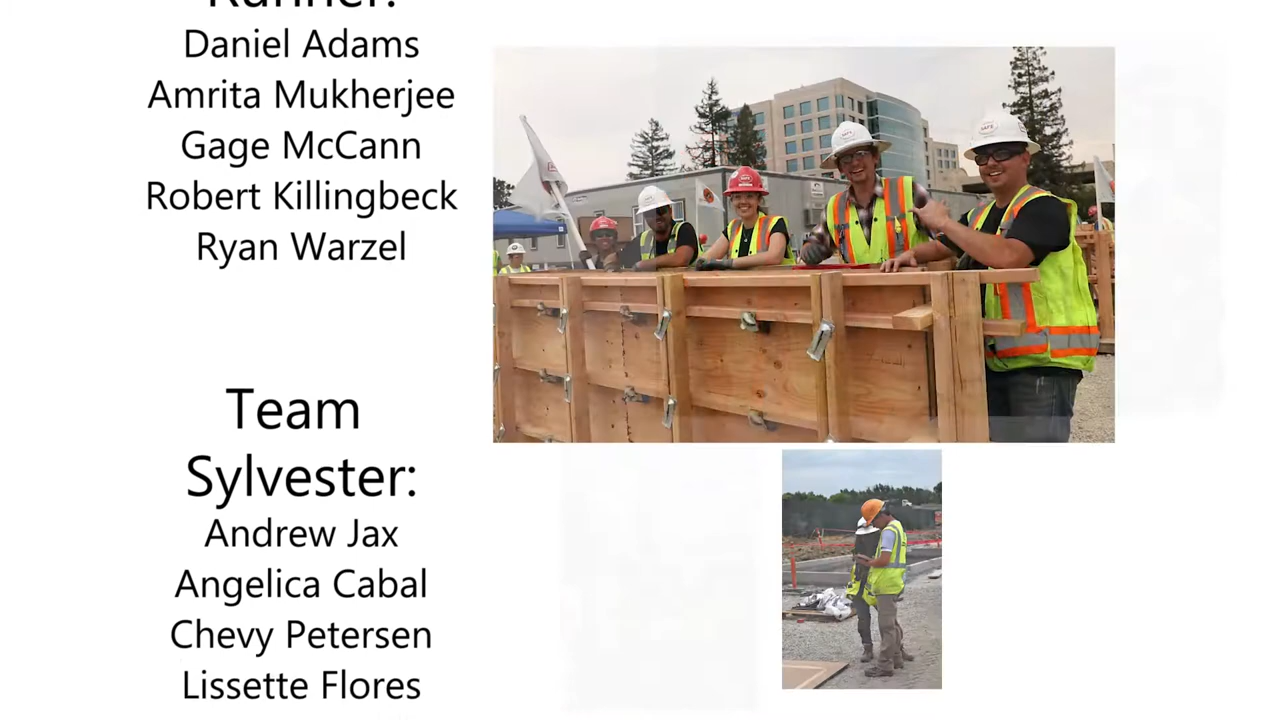 Runner:
Daniel Adams
Amrita Mukherjee
Gage McCann
Robert Killingbeck
Ryan Warzel
Team
Sylvester:
Andrew Jax
Angelica Cabal
Chevy Petersen
Lissette Flores